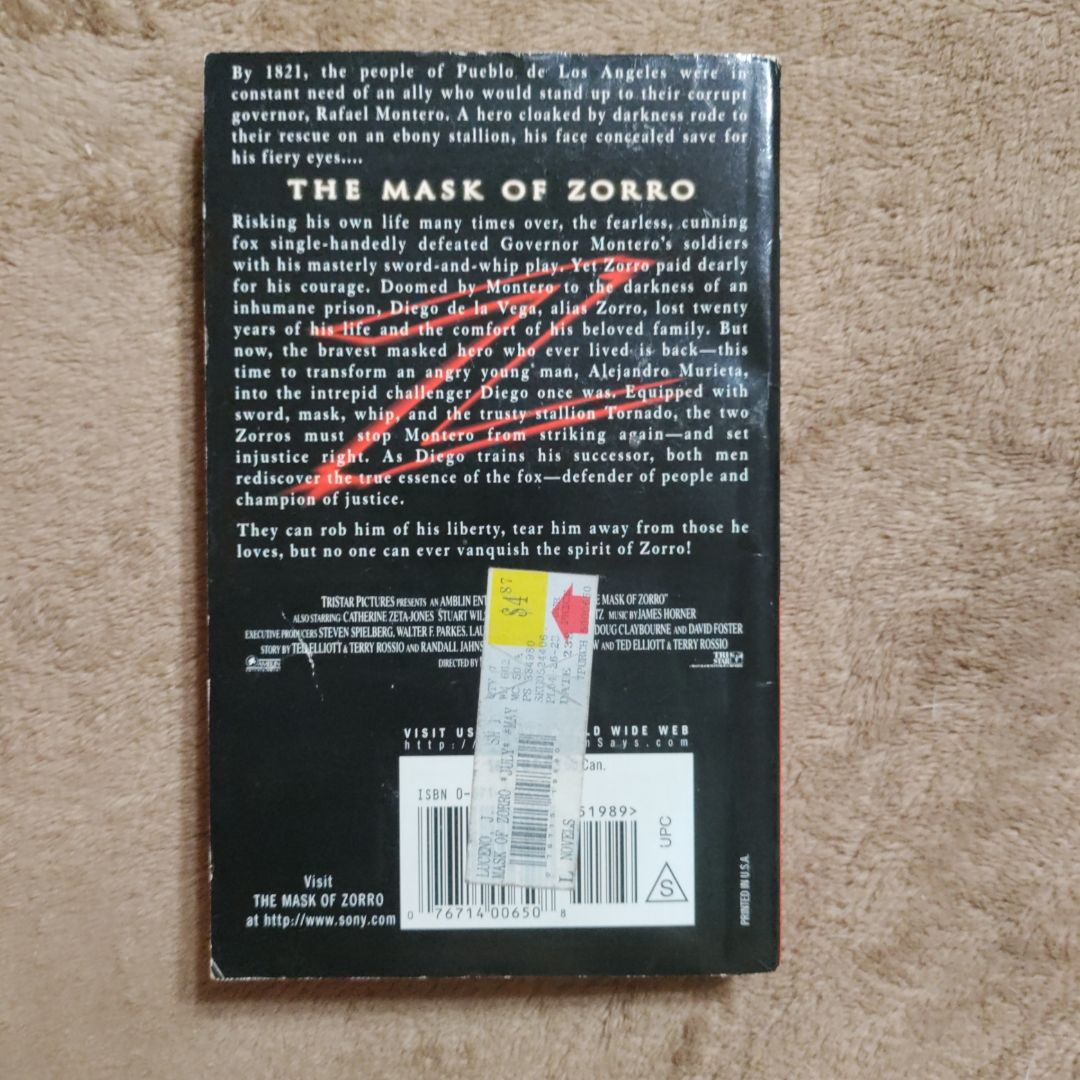 By 1821, the people of Pueblo de Los Angeles were in
constant need of an ally who would stand up to their corrupt
governor, Rafael Montero. A hero cloaked by darkness rode to
their rescue on an ebony stallion, his face concealed save for
his fiery eyes....
THE MASK OF ZORRO
Risking his own life many times over, the fearless, cunning
fox single-handedly defeated Governor Montero's soldiers
with his masterly sword-and-whip play. Yet Zorro paid dearly
for his courage. Doomed by Montero to the darkness of an
inhumane prison, Diego de la Vega, alias Zorro, lost twenty
years of his life and the comfort of his beloved family. But
now, the bravest masked hero who ever lived is back—this
time to transform an angry young man, Alejandro Murieta,
into the intrepid challenger Diego once was. Equipped with
sword, mask, whip, and the trusty stallion Tornado, the two
Zorros must stop Montero from striking again—and set
injustice right. As Diego trains his successor, both men
rediscover the true essence of the fox—defender of people and
champion of justice.
They can rob him of his liberty, tear him away from those he
loves, but no one can ever vanquish the spirit of Zorro!
TRISTAR PICTURES PRESENTS AN AMBLIN MASK OF ZORRO"
ALSO STARRING CATHERINE ZETA-JONES STUART MUSIC BY JAMES HORNER
EXECUTIVE PRODUCERS STEVEN SPIELBERG, WALTER F. PARKES, DOUG CLAYBOURNE AND DAVID FOSTER
STORY BY TED ELLIOTT & TERRY ROSSIO AND RANDALL AND TED ELLIOTT & TERRY ROSSIO
AMBLIN DIRECTED BY TRI STAR
$4.87
LUCENO, J.
MASK OF ZORRO *JULY* *MAY
VISIT US WIDE WEB
http://
Says.com
Can.
ISBN 0-
51989>
UPC
S
L NOVELS
0 76714 00650 8
Visit
THE MASK OF ZORRO
at http://www.sony.com
PRINTED IN U.S.A.